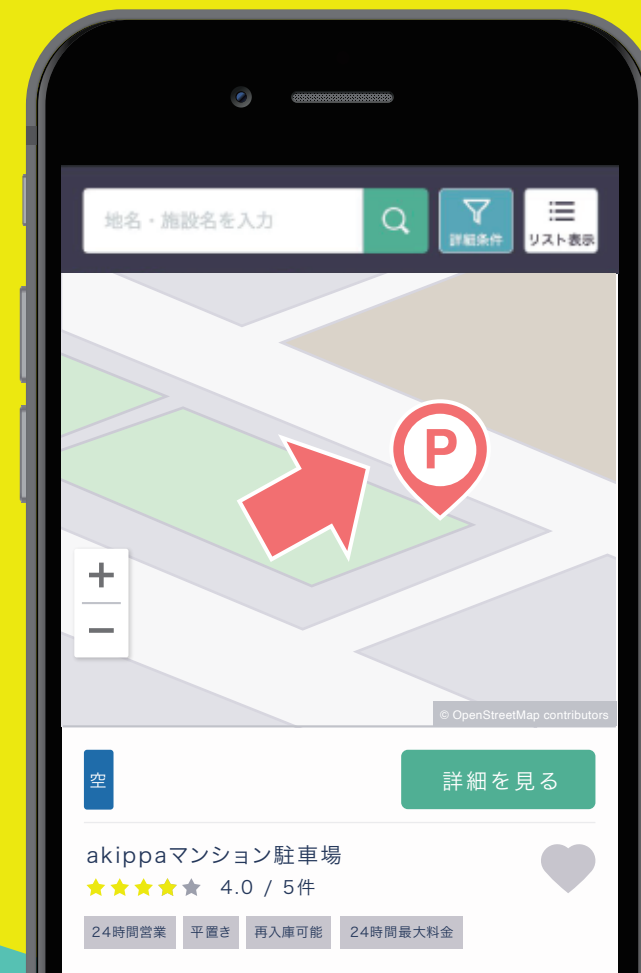 地名・施設名を入力
詳細条件
リスト表示
P
+
−
© OpenStreetMap contributors
空
詳細を見る
akippaマンション駐車場
4.0 / 5件
24時間営業 平置き 再入庫可能 24時間最大料金